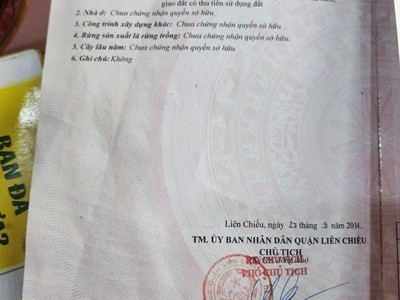 giao đất có thu tiền sử dụng đất
2. Nhà ở: Chưa chứng nhận quyền sở hữu.
3. Công trình xây dựng khác: Chưa chứng nhận quyền sở hữu.
4. Rừng sản xuất là rừng trồng: Chưa chứng nhận quyền sở hữu.
5. Cây lâu năm: Chưa chứng nhận quyền sở hữu.
6. Ghi chú: Không
BẠN ĐÃ
Liên Chiểu, ngày tháng năm 2014
TM. ỦY BAN NHÂN DÂN QUẬN LIÊN CHIỂU
CHỦ TỊCH
PHÓ CHỦ TỊCH